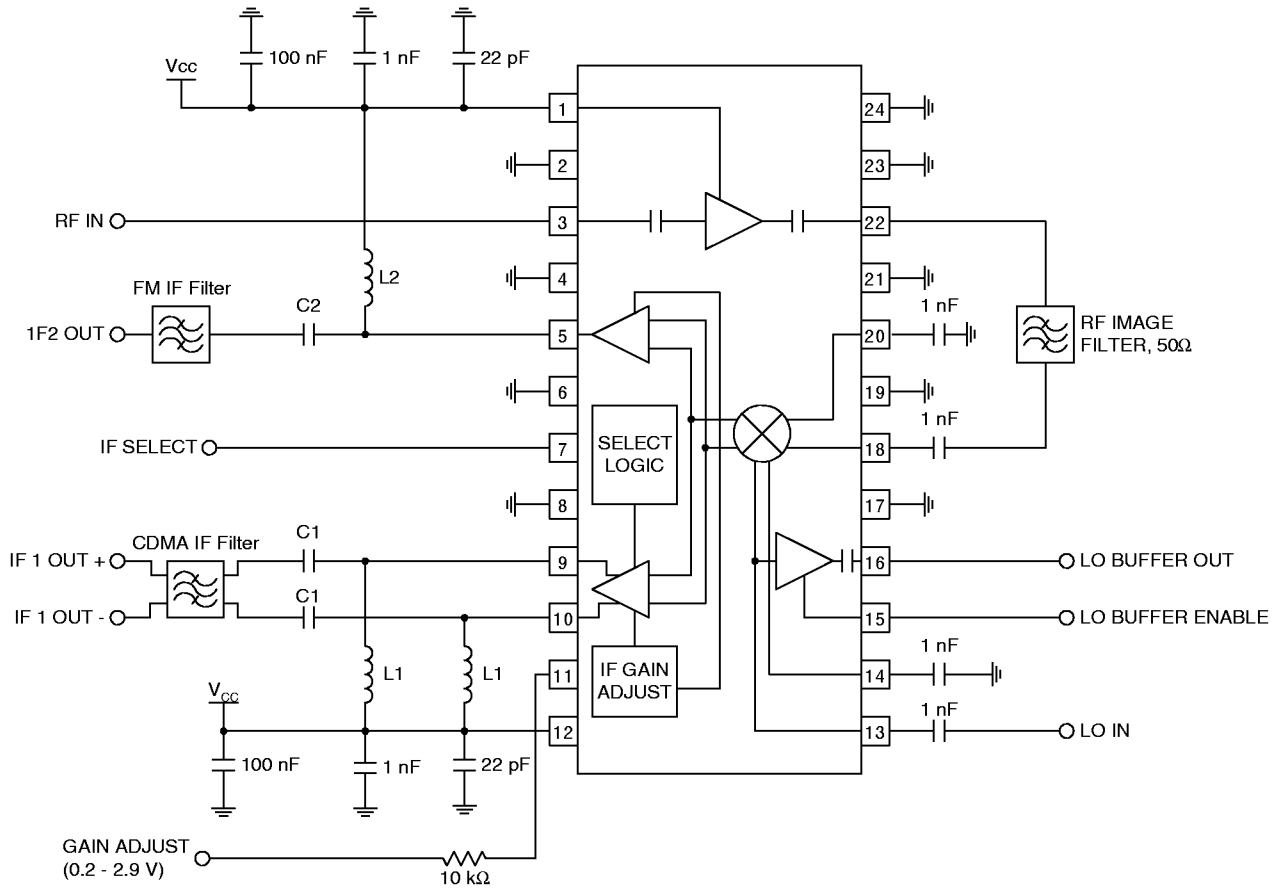 100 nF
1 nF
22 pF
Vcc
1
24
2
23
RF IN
3
22
4
21
L2
FM IF Filter
C2
1 nF
1F2 OUT
5
20
RF IMAGE
FILTER, 50Ω
6
19
1 nF
IF SELECT
7
SELECT
LOGIC
18
8
17
C1
CDMA IF Filter
IF 1 OUT +
9
16
LO BUFFER OUT
C1
IF 1 OUT -
10
15
LO BUFFER ENABLE
1 nF
L1
L1
11
IF GAIN
ADJUST
14
VCC
1 nF
12
13
LO IN
100 nF
1 nF
22 pF
GAIN ADJUST
(0.2 - 2.9 V)
10 kΩ